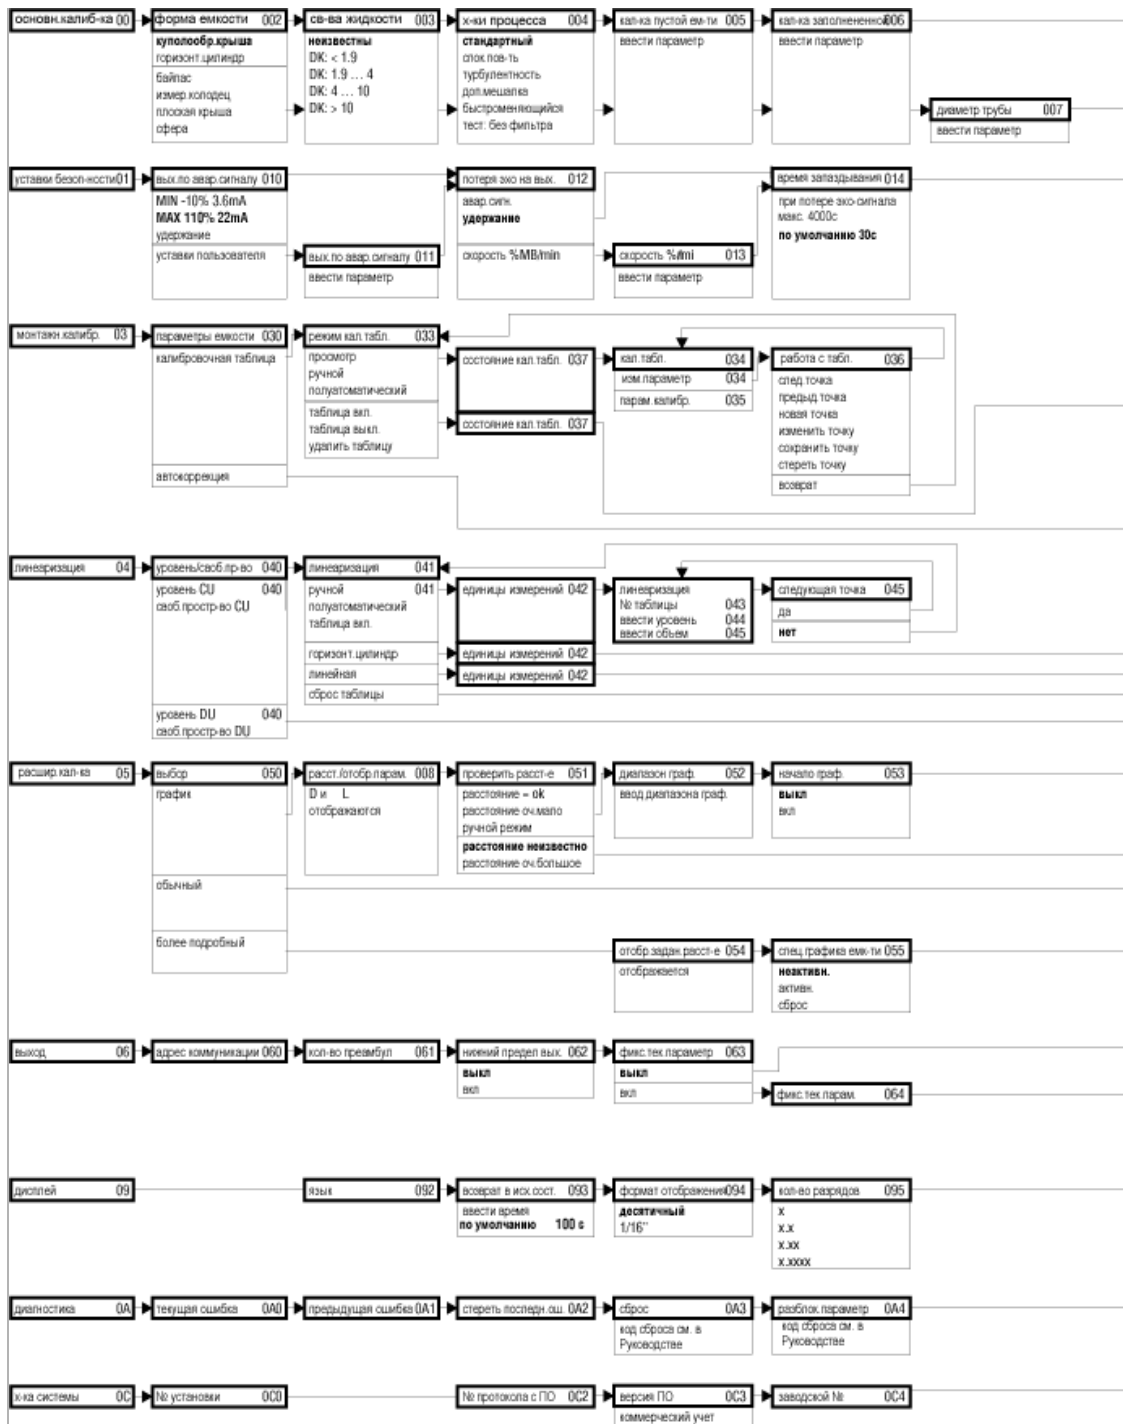 основн.калиб-ка 00
форма емкости 002
св-ва жидкости 003
х-ки процесса 004
кал-ка пустой ем-ти 005
кал-ка заполнененной 006
куполообр.крыша
горизонт.цилиндр
байпас
измер.колодец
плоская крыша
сфера
неизвестны
DK: < 1.9
DK: 1.9 ... 4
DK: 4 ... 10
DK: > 10
стандартный
спок.пов-ть
турбулентность
доп.мешалка
быстроменяющийся
тест: без фильтра
ввести параметр
ввести параметр
диаметр трубы 007
ввести параметр
уставки безоп-ности 01
вых.по авар.сигналу 010
потеря эхо на вых. 012
время запаздывания 014
MIN -10% 3.6mA
MAX 110% 22mA
удержание
уставки пользователя
вых.по авар.сигналу 011
ввести параметр
авар.сигн.
удержание
скорость %MB/min
скорость %/mi 013
ввести параметр
при потере эхо-сигнала
макс. 4000с
по умолчанию 30с
монтажн.калибр. 03
параметры емкости 030
режим кал.табл. 033
калибровочная таблица
автокоррекция
просмотр
ручной
полуатоматический
таблица вкл.
таблица выкл.
удалить таблицу
состояние кал.табл. 037
состояние кал.табл. 037
кал.табл. 034
изм.параметр 034
парам.калибр. 035
работа с табл. 036
след.точка
предыд.точка
новая точка
изменить точку
сохранить точку
стереть точку
возврат
линеаризация 04
уровень/своб.пр-во 040
линеаризация 041
уровень CU 040
своб.простр-во CU
уровень DU 040
своб.простр-во DU
ручной 041
полуатоматический
таблица вкл.
горизонт.цилиндр
линейная
сброс таблицы
единицы измерений 042
единицы измерений 042
единицы измерений 042
линеаризация
№ таблицы 043
ввести уровень 044
ввести объем 045
следующая точка 045
да
нет
расшир.кал-ка 05
выбор 050
расст./отобр.парам. 008
проверить расст-е 051
диапазон граф. 052
начало граф. 053
график
обычный
более подробный
D и L
отображаются
расстояние = ok
расстояние оч.мало
ручной режим
расстояние неизвестно
расстояние оч.большое
ввод диапазона граф.
выкл
вкл
отобр.задан.расст-е 054
отображается
спец.графика емк-ти 055
неактивн.
активн.
сброс
выход 06
адрес коммуникации 060
кол-во преамбул 061
нижний предел вых. 062
фикс.тек.параметр 063
выкл
вкл
выкл
вкл
фикс.тек.парам. 064
дисплей 09
язык 092
возврат в исх.сост. 093
формат отображения 094
кол-во разрядов 095
ввести время
по умолчанию 100 s
десятичный
1/16''
x
x.x
x.xx
x.xxxx
диагностика 0A
текущая ошибка 0A0
предыдущая ошибка 0A1
стереть последн.ош. 0A2
сброс 0A3
разблок.параметр 0A4
код сброса см. в
Руководстве
код сброса см. в
Руководстве
х-ка системы 0C
№ установки 0C0
№ протокола с ПО 0C2
версия ПО 0C3
заводской № 0C4
коммерческий учет